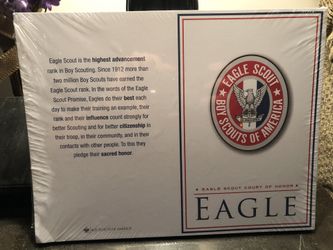 Eagle Scout is the highest advancement
rank in Boy Scouting. Since 1912 more than
two million Boy Scouts have earned the
Eagle Scout rank. In the words of the Eagle
Scout Promise, Eagles do their best each
day to make their training an example, their
rank and their influence count strongly for
better Scouting and for better citizenship in
their troop, in their community, and in their
contacts with other people. To this they
pledge their sacred honor.
EAGLE SCOUT
BOY SCOUTS OF AMERICA
EAGLE SCOUT COURT OF HONOR
EAGLE